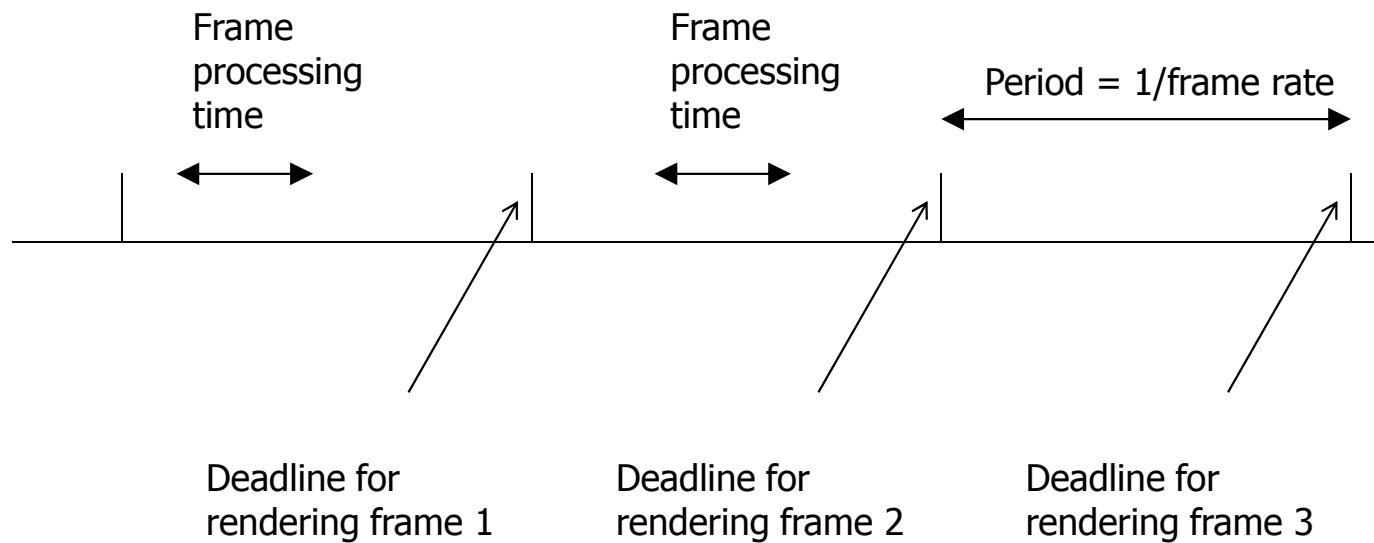 Frame
processing
time
Frame
processing
time
Period = 1/frame rate
Deadline for
rendering frame 1
Deadline for
rendering frame 2
Deadline for
rendering frame 3